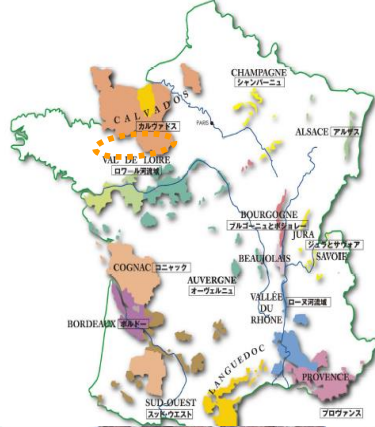 CHAMPAGNE
シャンパーニュ
CALVADOS
カルヴァドス
PARIS
ALSACE アルザス
VAL DE LOIRE
ロワール河流域
BOURGOGNE
ブルゴーニュとボジョレー
JURA
ジュラとサヴォア
SAVOIE
BEAUJOLAIS
COGNAC コニャック
AUVERGNE
オーヴェルニュ
VALLÉE
DU
RHÔNE
ローヌ河流域
BORDEAUX ボルドー
LANGUEDOC
PROVENCE
プロヴァンス
SUD-OUEST
スッド・ウエスト